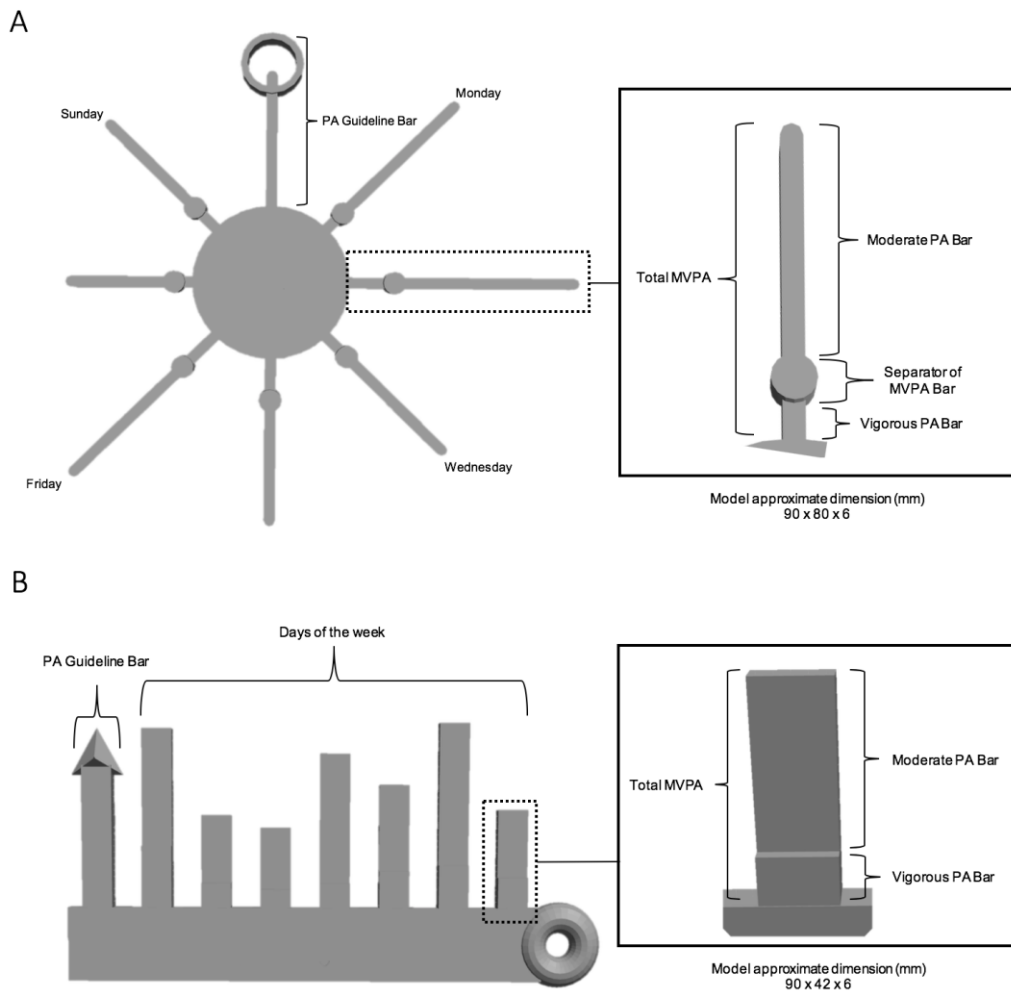 A
Sunday
Monday
PA Guideline Bar
Friday
Wednesday
Total MVPA
Moderate PA Bar
Separator of
MVPA Bar
Vigorous PA Bar
Model approximate dimension (mm)
90 x 80 x 6
B
Days of the week
PA Guideline Bar
Total MVPA
Moderate PA Bar
Vigorous PA Bar
Model approximate dimension (mm)
90 x 42 x 6